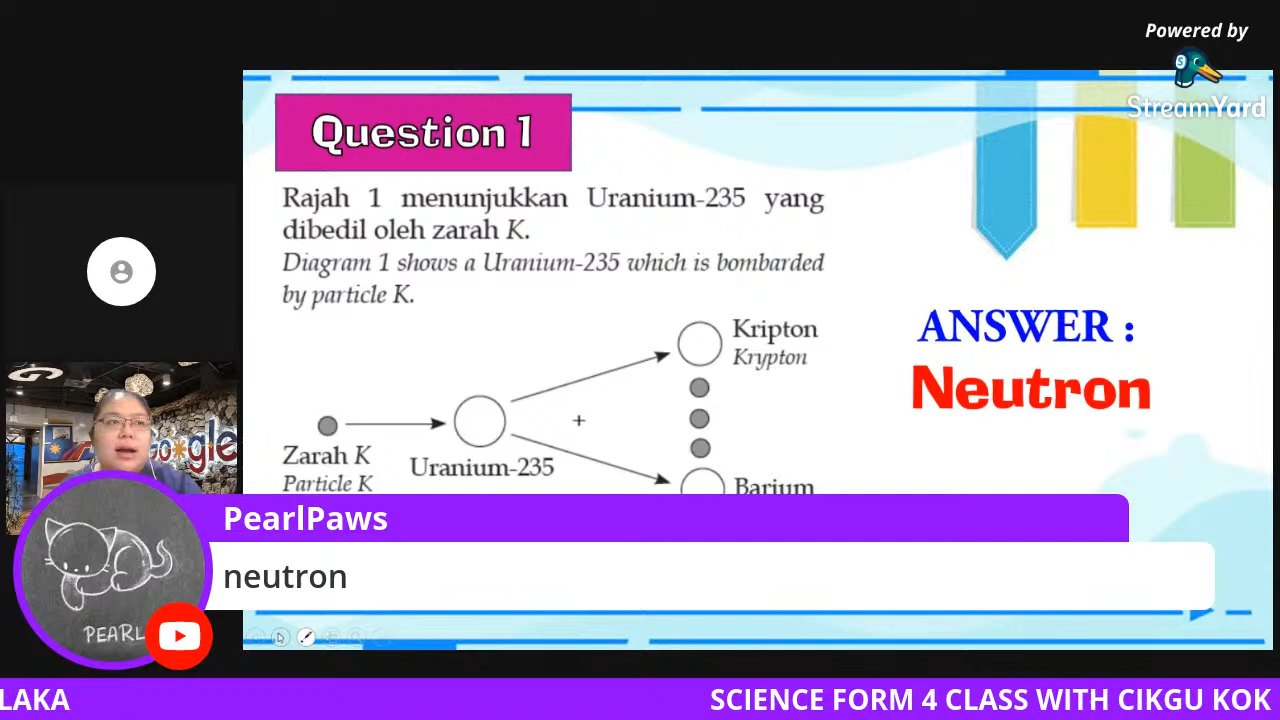 Powered by
StreamYard
Question 1
Rajah 1 menunjukkan Uranium-235 yang
dibedil oleh zarah K.
Diagram 1 shows a Uranium-235 which is bombarded
by particle K.
Kripton
Krypton
+
Zarah K
Particle K
Uranium-235
Barium
ANSWER :
Neutron
G
Google
PearlPaws
neutron
PEARL
LAKA
SCIENCE FORM 4 CLASS WITH CIKGU KOK